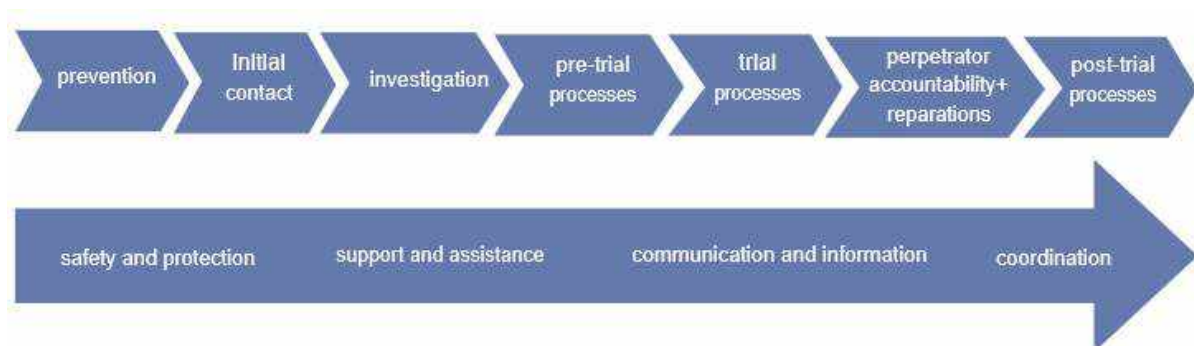 prevention
initial
contact
investigation
pre-trial
processes
trial
processes
perpetrator
accountability+
reparations
post-trial
processes
safety and protection
support and assistance
communication and information
coordination